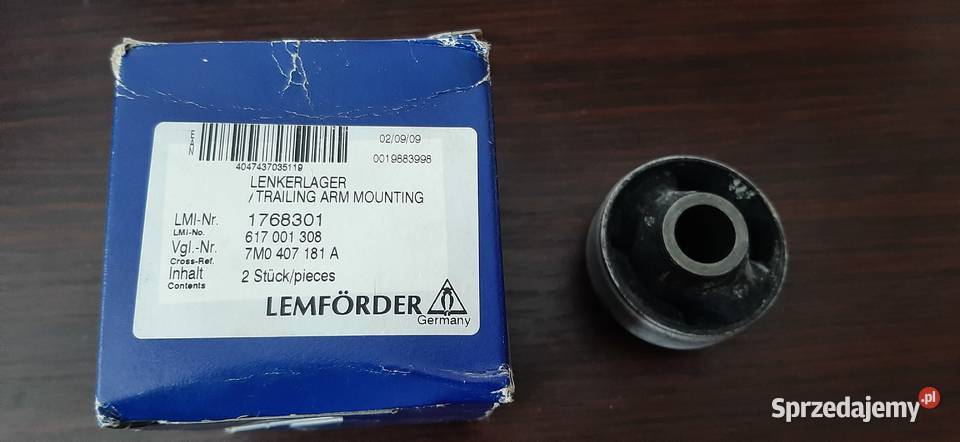 EAN
4047437035119
02/09/09
0019883998
LENKERLAGER
/TRAILING ARM MOUNTING
LMI-Nr. 1768301
LMI-No. 617 001 308
Vgl.-Nr. 7M0 407 181 A
Cross-Ref.
Inhalt 2 Stück/pieces
Contents
LEMFÖRDER
Germany
Sprzedajemy.pl